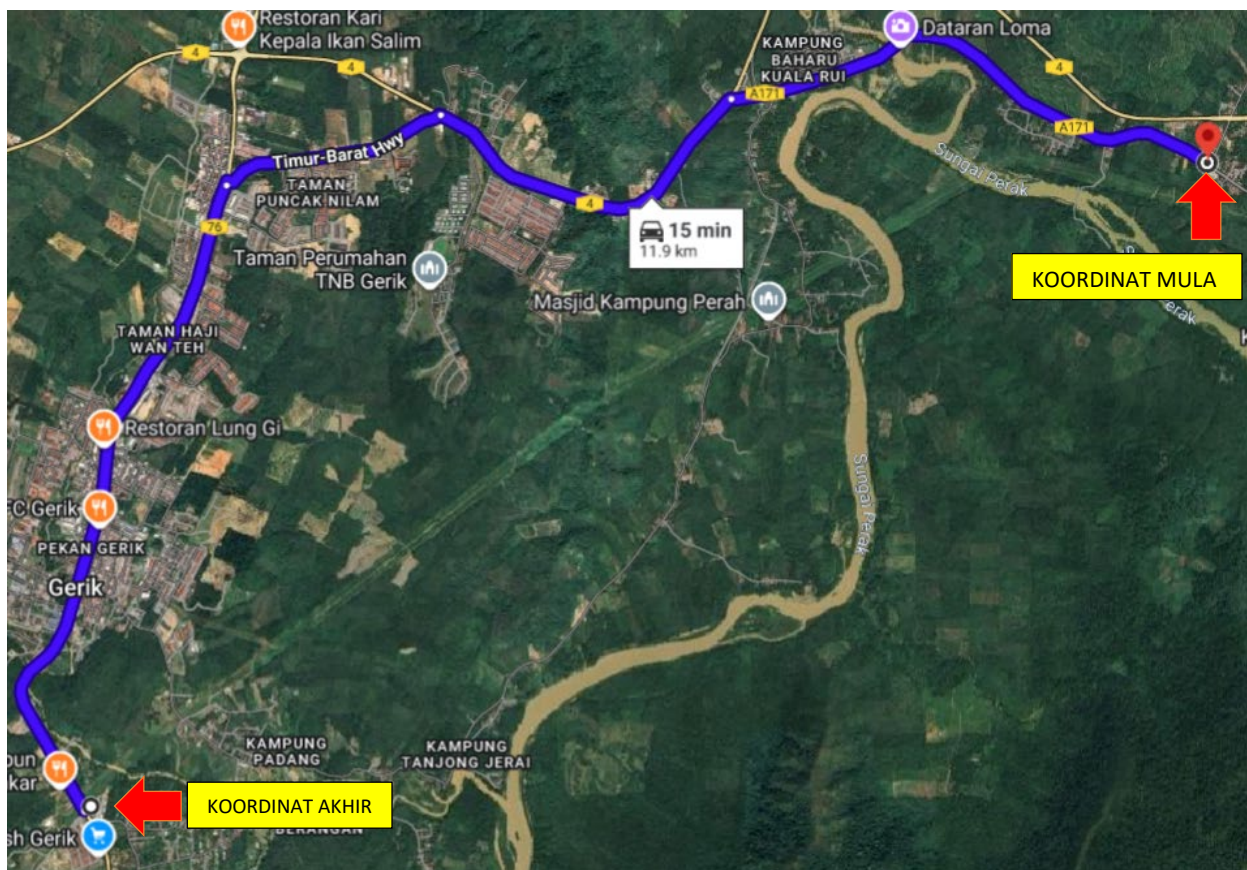 Restoran Kari
Kepala Ikan Salim
4
4
KAMPUNG
BAHARU
KUALA RUI
Dataran Loma
4
A171
A171
Timur-Barat Hwy
TAMAN
PUNCAK NILAM
76
4
Sungai Perak
15 min
11.9 km
Taman Perumahan
TNB Gerik
Masjid Kampung Perah
KOORDINAT MULA
TAMAN HAJI
WAN TEH
Restoran Lung Gi
FC Gerik
PEKAN GERIK
Gerik
Sungai Perak
KAMPUNG
PADANG
KAMPUNG
TANJONG JERAI
KOORDINAT AKHIR
sh Gerik